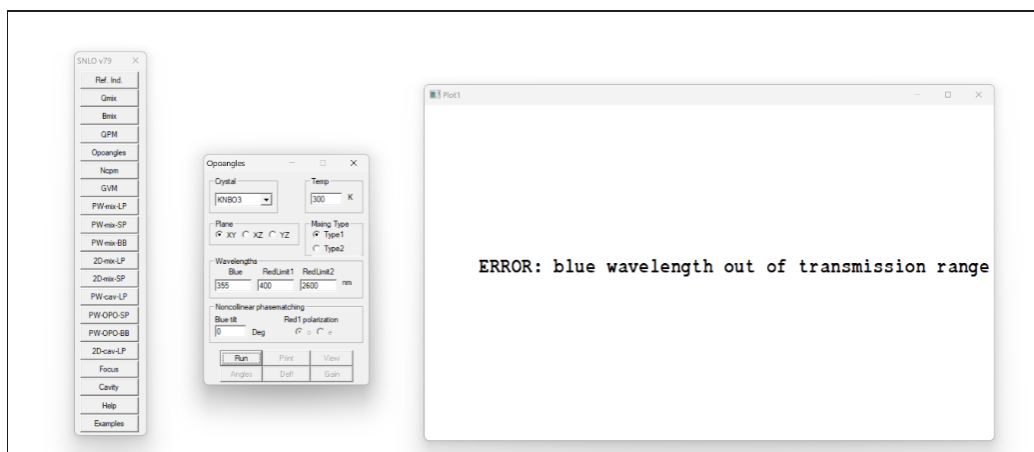 SNLO v79
Ref. Ind.
Qmix
Bmix
QPM
Opoangles
Ncpm
GVM
PW-mix-LP
PW-mix-SP
PW-mix-BB
2D-mix-LP
2D-mix-SP
PW-cav-LP
PW-OPO-SP
PW-OPO-BB
2D-cav-LP
Focus
Cavity
Help
Examples
Opoangles
Crystal
KNBO3
Temp
300 K
Plane
XY XZ YZ
Mixing Type
Type1
Type2
Wavelengths
Blue RedLimit1 RedLimit2
355 400 2600 nm
Noncollinear phasematching
Blue tilt Red1 polarization
0 Deg o e
Run Print View
Angles Deff Gain
Plot1
ERROR: blue wavelength out of transmission range